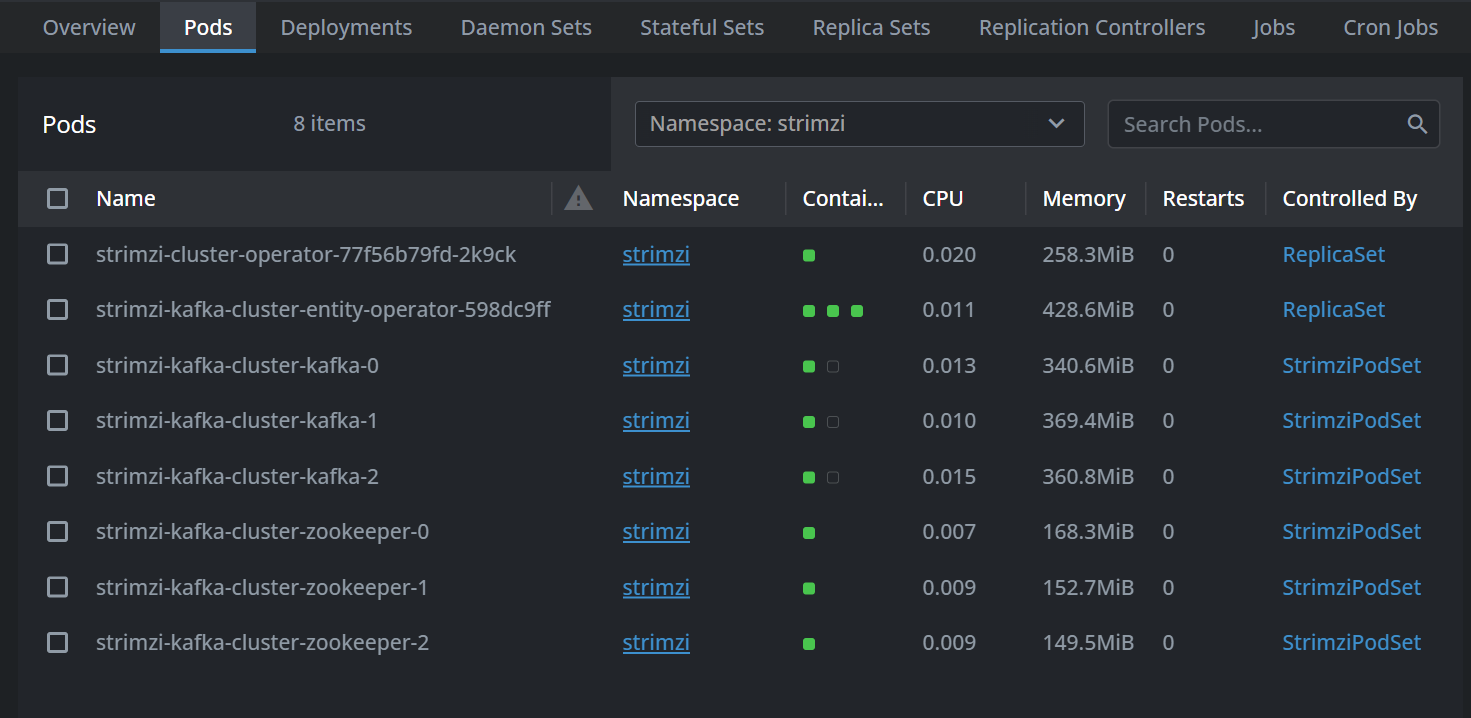 Overview Pods Deployments Daemon Sets Stateful Sets Replica Sets Replication Controllers Jobs Cron Jobs
Pods 8 items Namespace: strimzi Search Pods...
Name Namespace Contai... CPU Memory Restarts Controlled By
strimzi-cluster-operator-77f56b79fd-2k9ck strimzi 0.020 258.3MiB 0 ReplicaSet
strimzi-kafka-cluster-entity-operator-598dc9ff strimzi 0.011 428.6MiB 0 ReplicaSet
strimzi-kafka-cluster-kafka-0 strimzi 0.013 340.6MiB 0 StrimziPodSet
strimzi-kafka-cluster-kafka-1 strimzi 0.010 369.4MiB 0 StrimziPodSet
strimzi-kafka-cluster-kafka-2 strimzi 0.015 360.8MiB 0 StrimziPodSet
strimzi-kafka-cluster-zookeeper-0 strimzi 0.007 168.3MiB 0 StrimziPodSet
strimzi-kafka-cluster-zookeeper-1 strimzi 0.009 152.7MiB 0 StrimziPodSet
strimzi-kafka-cluster-zookeeper-2 strimzi 0.009 149.5MiB 0 StrimziPodSet